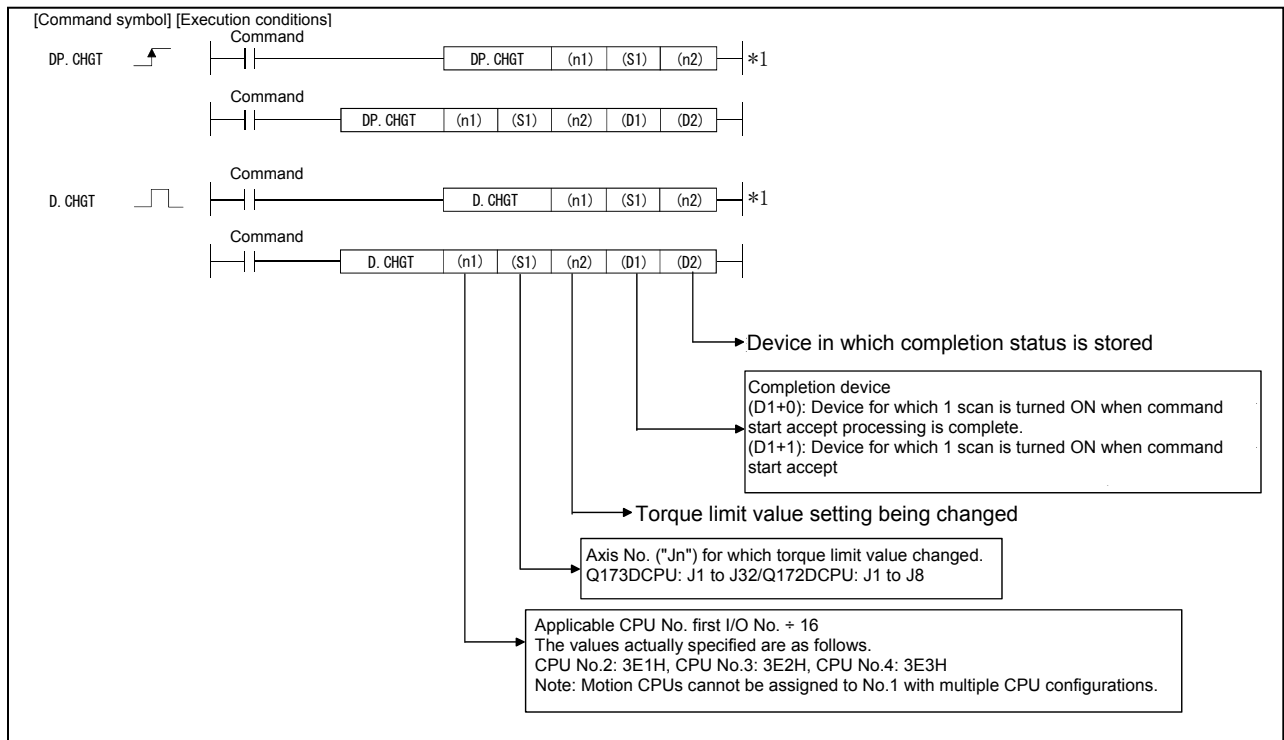 [Command symbol] [Execution conditions]
Command
DP. CHGT DP. CHGT (n1) (S1) (n2) *1
Command
DP. CHGT (n1) (S1) (n2) (D1) (D2)
Command
D. CHGT D. CHGT (n1) (S1) (n2) *1
Command
D. CHGT (n1) (S1) (n2) (D1) (D2)
Device in which completion status is stored
Completion device
(D1+0): Device for which 1 scan is turned ON when command
start accept processing is complete.
(D1+1): Device for which 1 scan is turned ON when command
start accept
Torque limit value setting being changed
Axis No. ("Jn") for which torque limit value changed.
Q173DCPU: J1 to J32/Q172DCPU: J1 to J8
Applicable CPU No. first I/O No. ÷ 16
The values actually specified are as follows.
CPU No.2: 3E1H, CPU No.3: 3E2H, CPU No.4: 3E3H
Note: Motion CPUs cannot be assigned to No.1 with multiple CPU configurations.